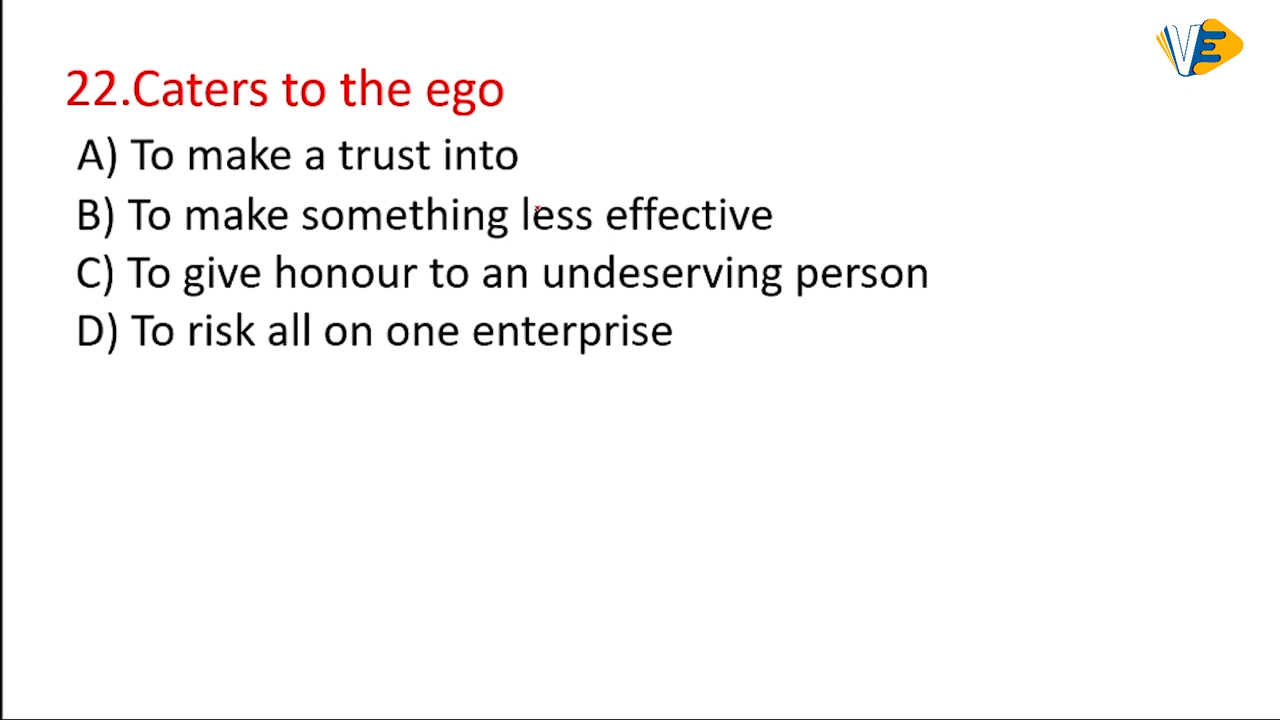 VE
22.Caters to the ego
A) To make a trust into
B) To make something less effective
C) To give honour to an undeserving person
D) To risk all on one enterprise